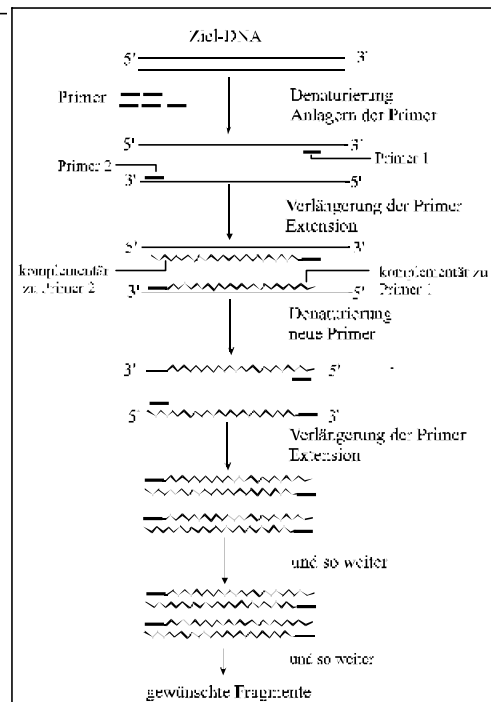 Ziel-DNA
5' 3'
Primer
Denaturierung
Anlagern der Primer
5' 3'
Primer 2
Primer 1
3' 5'
Verlängerung der Primer
Extension
5' 3'
komplementär
zu Primer 2
komplementär zu
Primer 1
3' 5'
Denaturierung
neue Primer
3' 5'
5' 3'
Verlängerung der Primer
Extension
und so weiter
und so weiter
gewünschte Fragmente